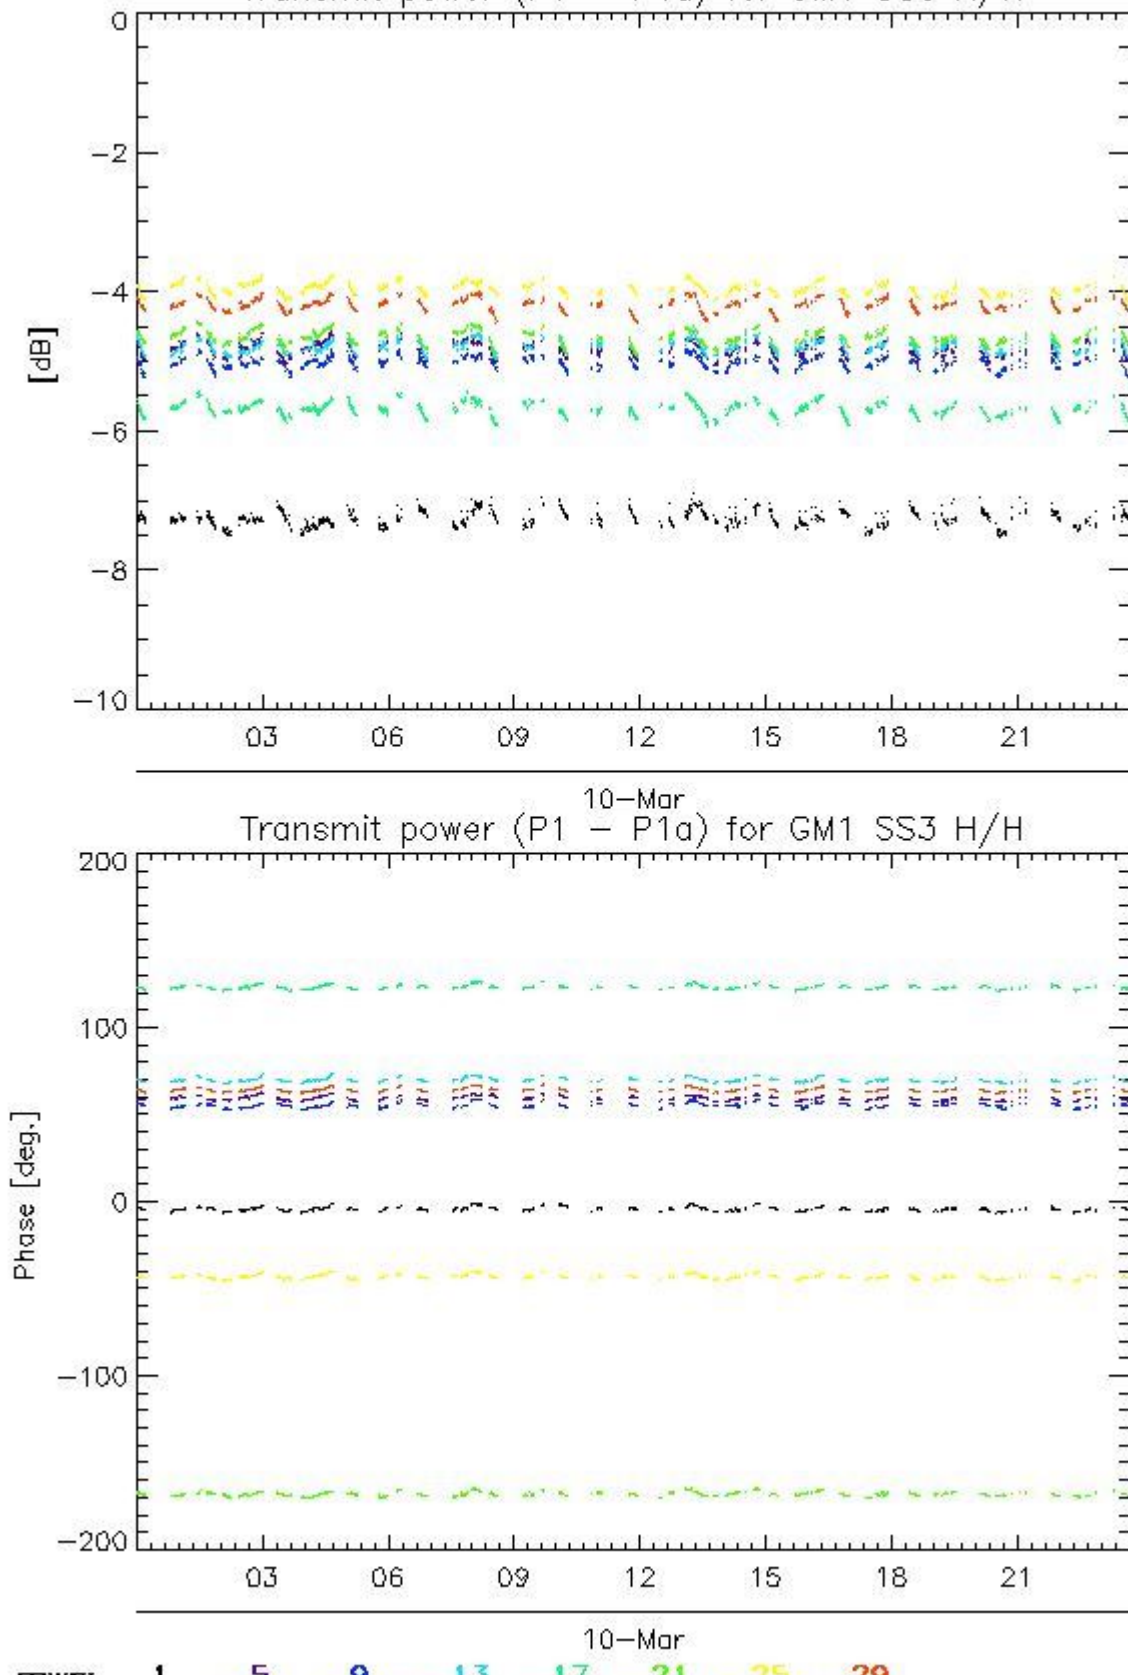 0
−2
−4
−6
−8
−10
[dB]
03 06 09 12 15 18 21
10−Mar
Transmit power (P1 − P1a) for GM1 SS3 H/H
200
100
0
−100
−200
Phase [deg.]
03 06 09 12 15 18 21
10−Mar
1 5 9 13 17 21 25 29